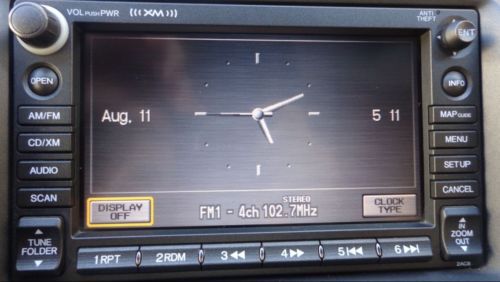 VOL PUSH PWR
XM
ANTI THEFT
ENT
OPEN
INFO
AM/FM
MAP GUIDE
Aug. 11
5 11
CD/XM
MENU
AUDIO
SETUP
SCAN
CANCEL
DISPLAY OFF
STEREO
FM1 - 4ch 102.7MHz
CLOCK TYPE
TUNE FOLDER
IN ZOOM OUT
1 RPT
2 RDM
3
4
5
6
2AC8